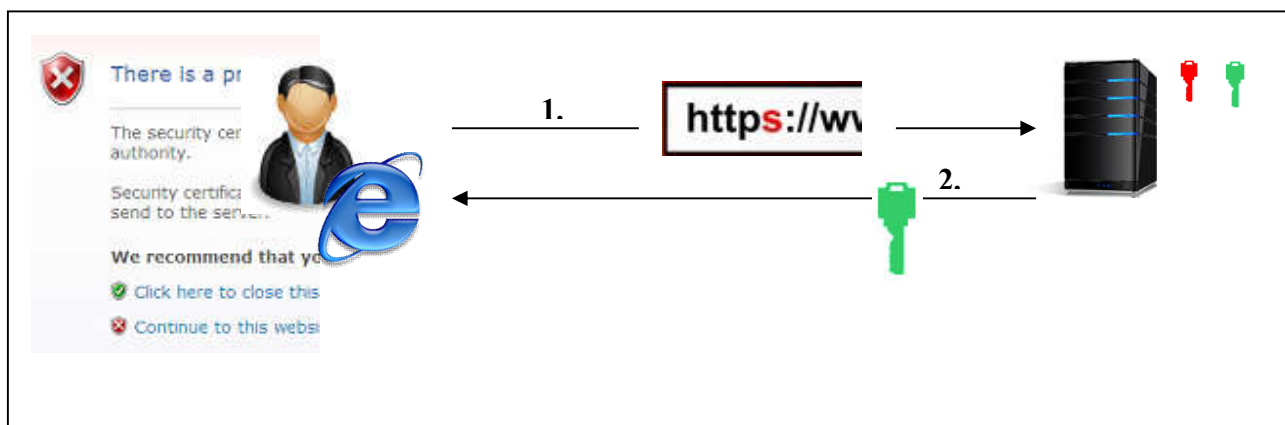 There is a pr
The security cer
authority.
Security certifica
send to the server.
We recommend that yo
Click here to close this
Continue to this websi
1.
https://w
2.